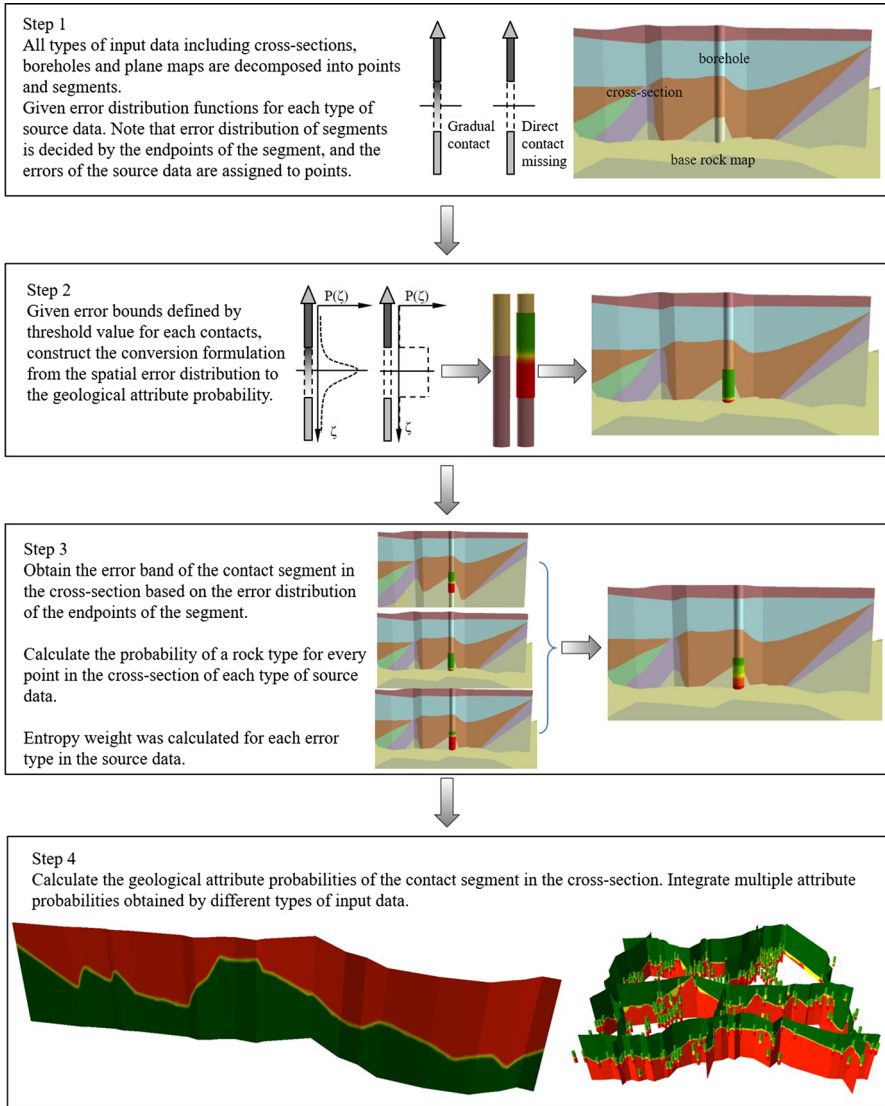 Step 1
All types of input data including cross-sections,
boreholes and plane maps are decomposed into points
and segments.
Given error distribution functions for each type of
source data. Note that error distribution of segments
is decided by the endpoints of the segment, and the
errors of the source data are assigned to points.
Gradual
contact
Direct
contact
missing
borehole
cross-section
base rock map
Step 2
Given error bounds defined by
threshold value for each contacts,
construct the conversion formulation
from the spatial error distribution to
the geological attribute probability.
P(ζ)
P(ζ)
ζ
ζ
Step 3
Obtain the error band of the contact segment in
the cross-section based on the error distribution
of the endpoints of the segment.
Calculate the probability of a rock type for every
point in the cross-section of each type of source
data.
Entropy weight was calculated for each error
type in the source data.
Step 4
Calculate the geological attribute probabilities of the contact segment in the cross-section. Integrate multiple attribute
probabilities obtained by different types of input data.